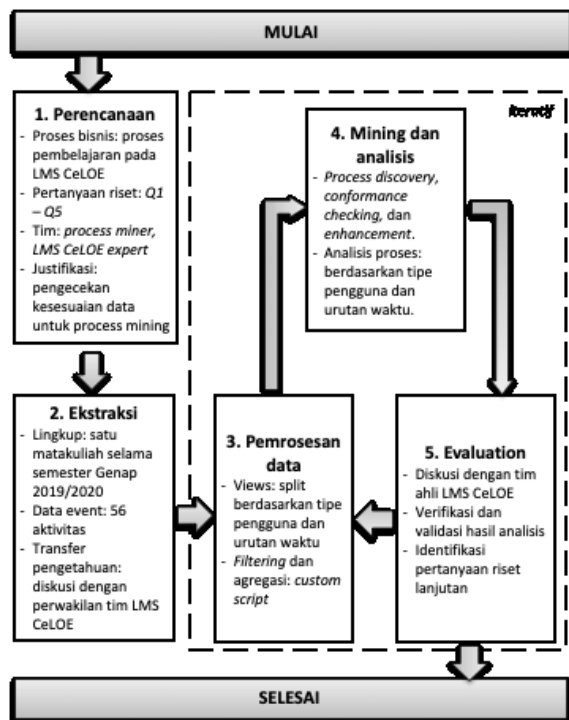 MULAI
1. Perencanaan
- Proses bisnis: proses
pembelajaran pada
LMS CeLOE
- Pertanyaan riset: Q1
– Q5
- Tim: process miner,
LMS CeLOE expert
- Justifikasi:
pengecekan
kesesuaian data
untuk process mining
2. Ekstraksi
- Lingkup: satu
matakuliah selama
semester Genap
2019/2020
- Data event: 56
aktivitas
- Transfer
pengetahuan:
diskusi dengan
perwakilan tim LMS
CeLOE
iteratif
3. Pemrosesan
data
- Views: split
berdasarkan tipe
pengguna dan
urutan waktu
- Filtering dan
agregasi: custom
script
4. Mining dan
analisis
- Process discovery,
conformance
checking, dan
enhancement.
- Analisis proses:
berdasarkan tipe
pengguna dan
urutan waktu.
5. Evaluation
- Diskusi dengan tim
ahli LMS CeLOE
- Verifikasi dan
validasi hasil analisis
- Identifikasi
pertanyaan riset
lanjutan
SELESAI